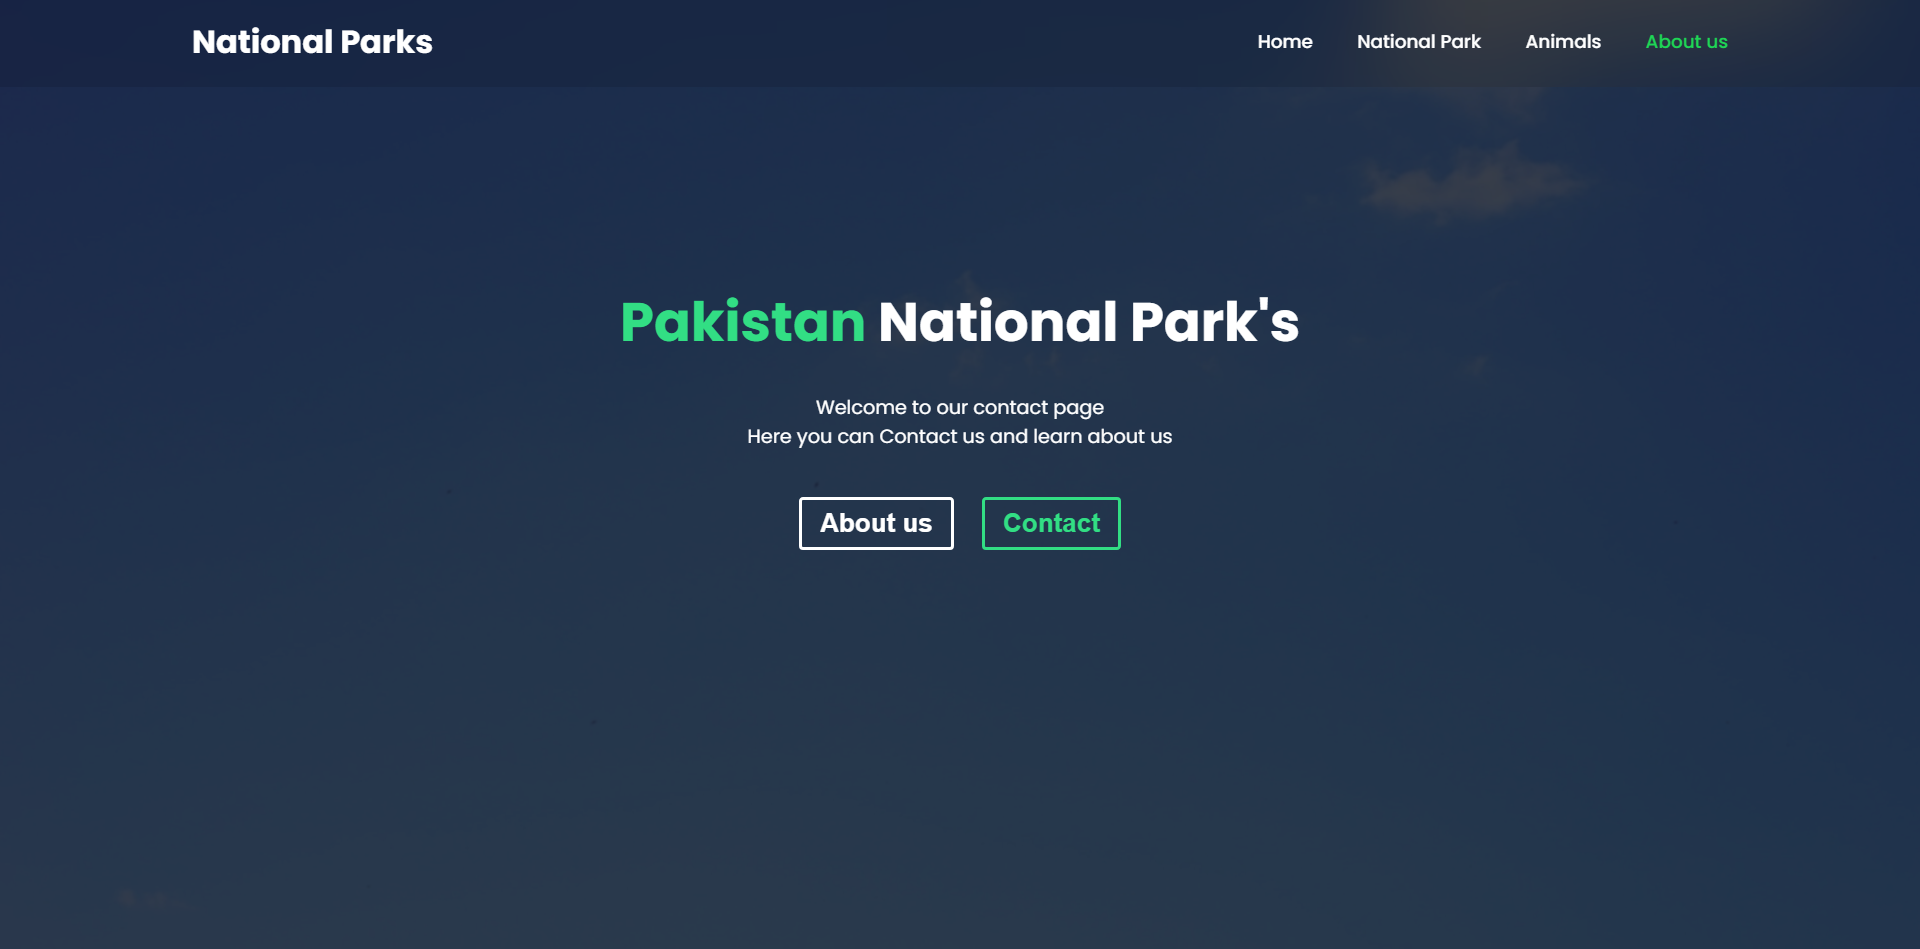 National Parks
Home National Park Animals About us
Pakistan National Park's
Welcome to our contact page
Here you can Contact us and learn about us
About us Contact